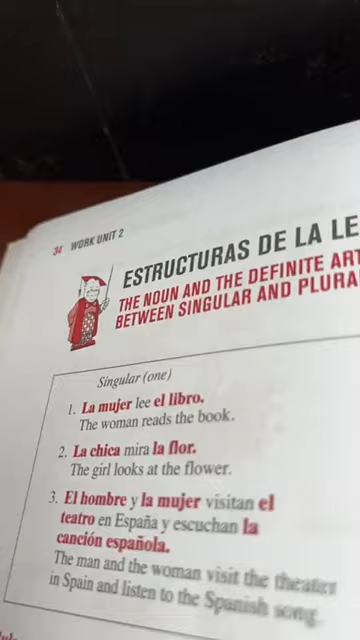 34 WORK UNIT 2
ESTRUCTURAS DE LA
THE NOUN AND THE DEFINITE
BETWEEN SINGULAR AND
Singular (one)
1. La mujer lee el libro.
The woman reads the book.
2. La chica mira la flor.
The girl looks at the flower.
3. El hombre y la mujer visitan el
teatro en España y escuchan la
canción española.
The man and the woman visit the theater
in Spain and listen to the Spanish song.